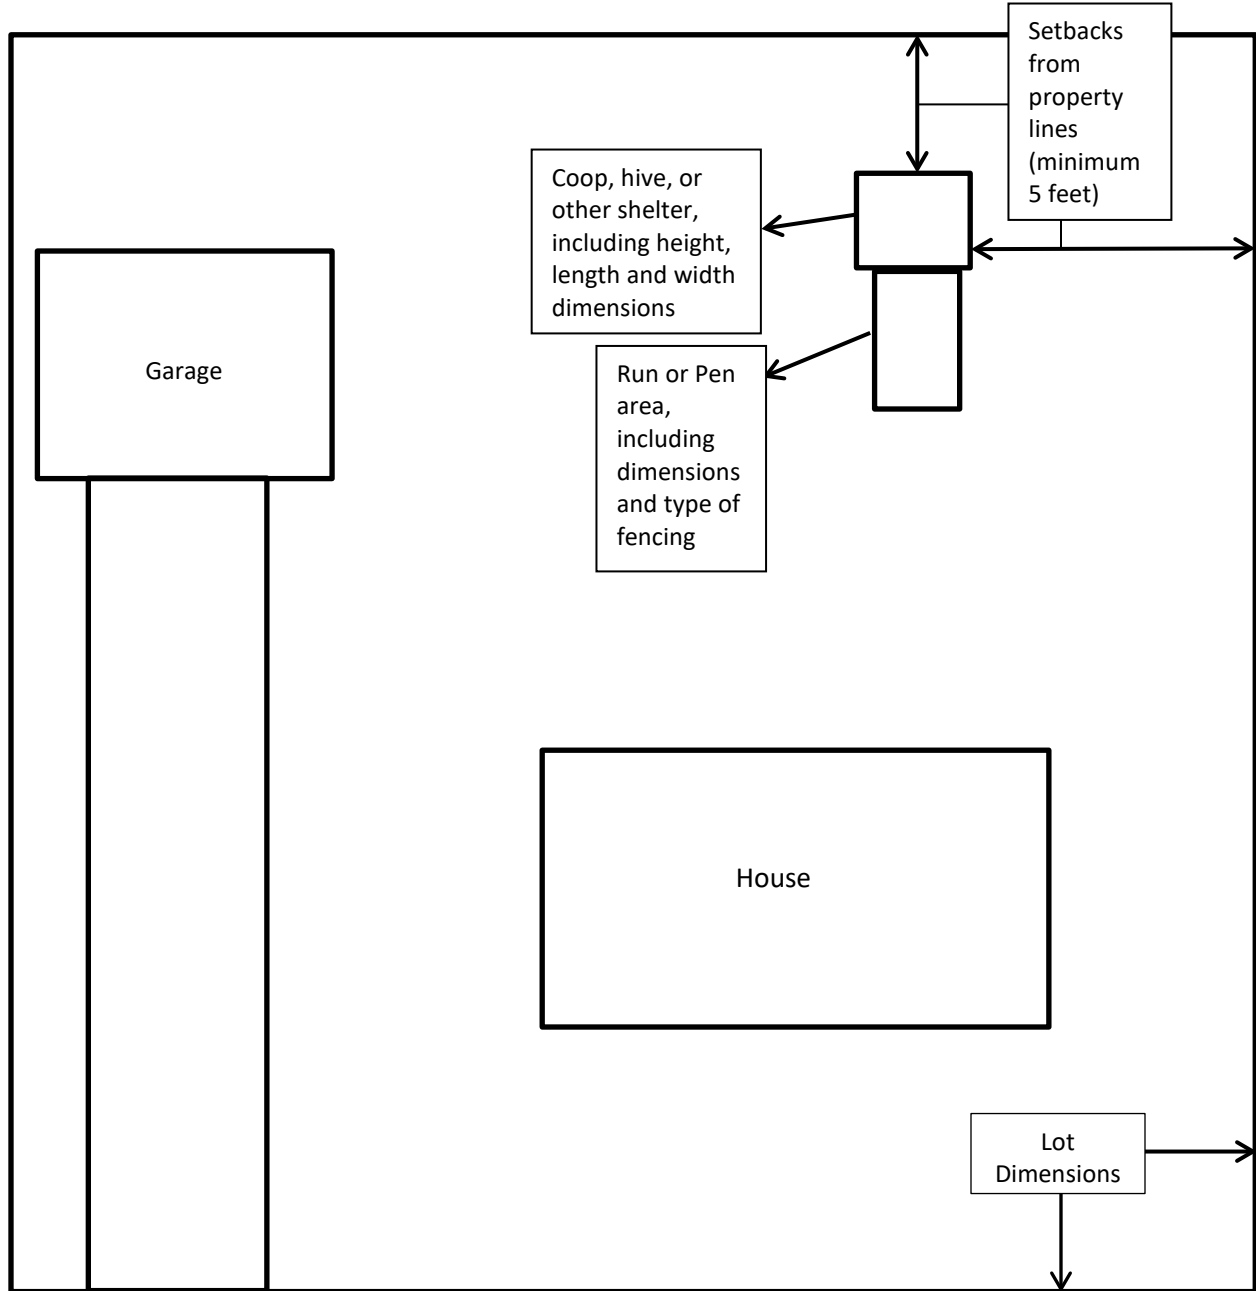 Setbacks
from
property
lines
(minimum
5 feet)
Coop, hive, or
other shelter,
including height,
length and width
dimensions
Garage
Run or Pen
area,
including
dimensions
and type of
fencing
House
Lot
Dimensions